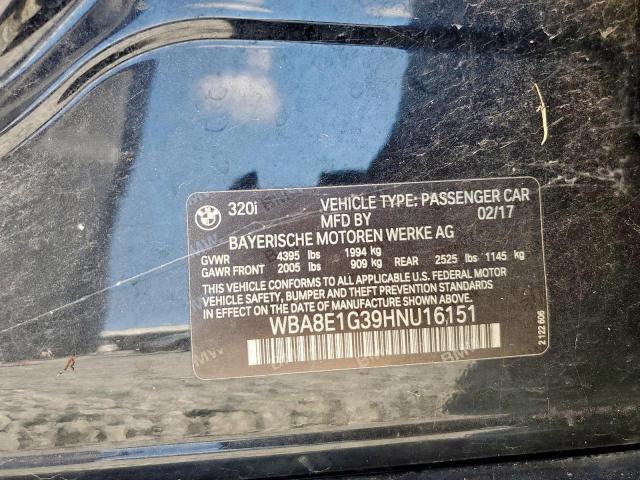 320i VEHICLE TYPE: PASSENGER CAR
MFD BY 02/17
BAYERISCHE MOTOREN WERKE AG
GVWR 4395 lbs 1994 kg
GAWR FRONT 2005 lbs 909 kg REAR 2525 lbs 1145 kg
THIS VEHICLE CONFORMS TO ALL APPLICABLE U.S. FEDERAL MOTOR
VEHICLE SAFETY, BUMPER, AND THEFT PREVENTION STANDARDS IN
EFFECT ON THE DATE OF MANUFACTURE SHOWN ABOVE.
WBA8E1G39HNU16151
2 122 606